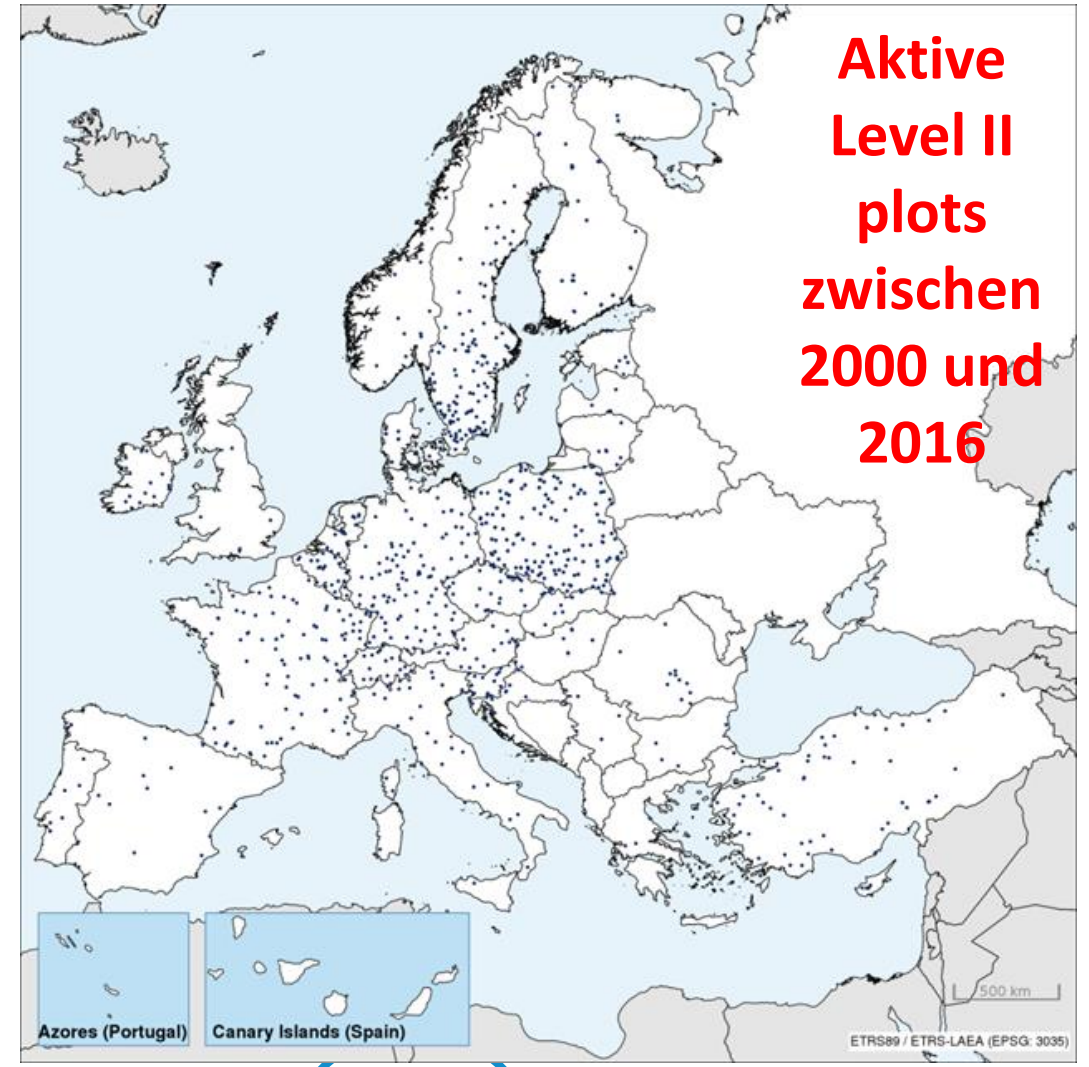 Aktive
Level II
plots
zwischen
2000 und
2016
500 km
Azores (Portugal)
Canary Islands (Spain)
ETRS89 / ETRS-LAEA (EPSG: 3035)